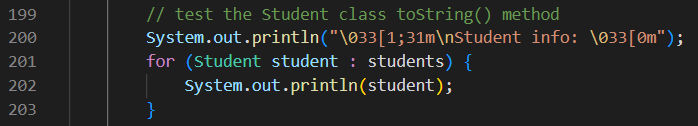 199 // test the Student class toString() method
200 System.out.println("\033[1;31m\nStudent info: \033[0m");
201 for (Student student : students) {
202 System.out.println(student);
203 }